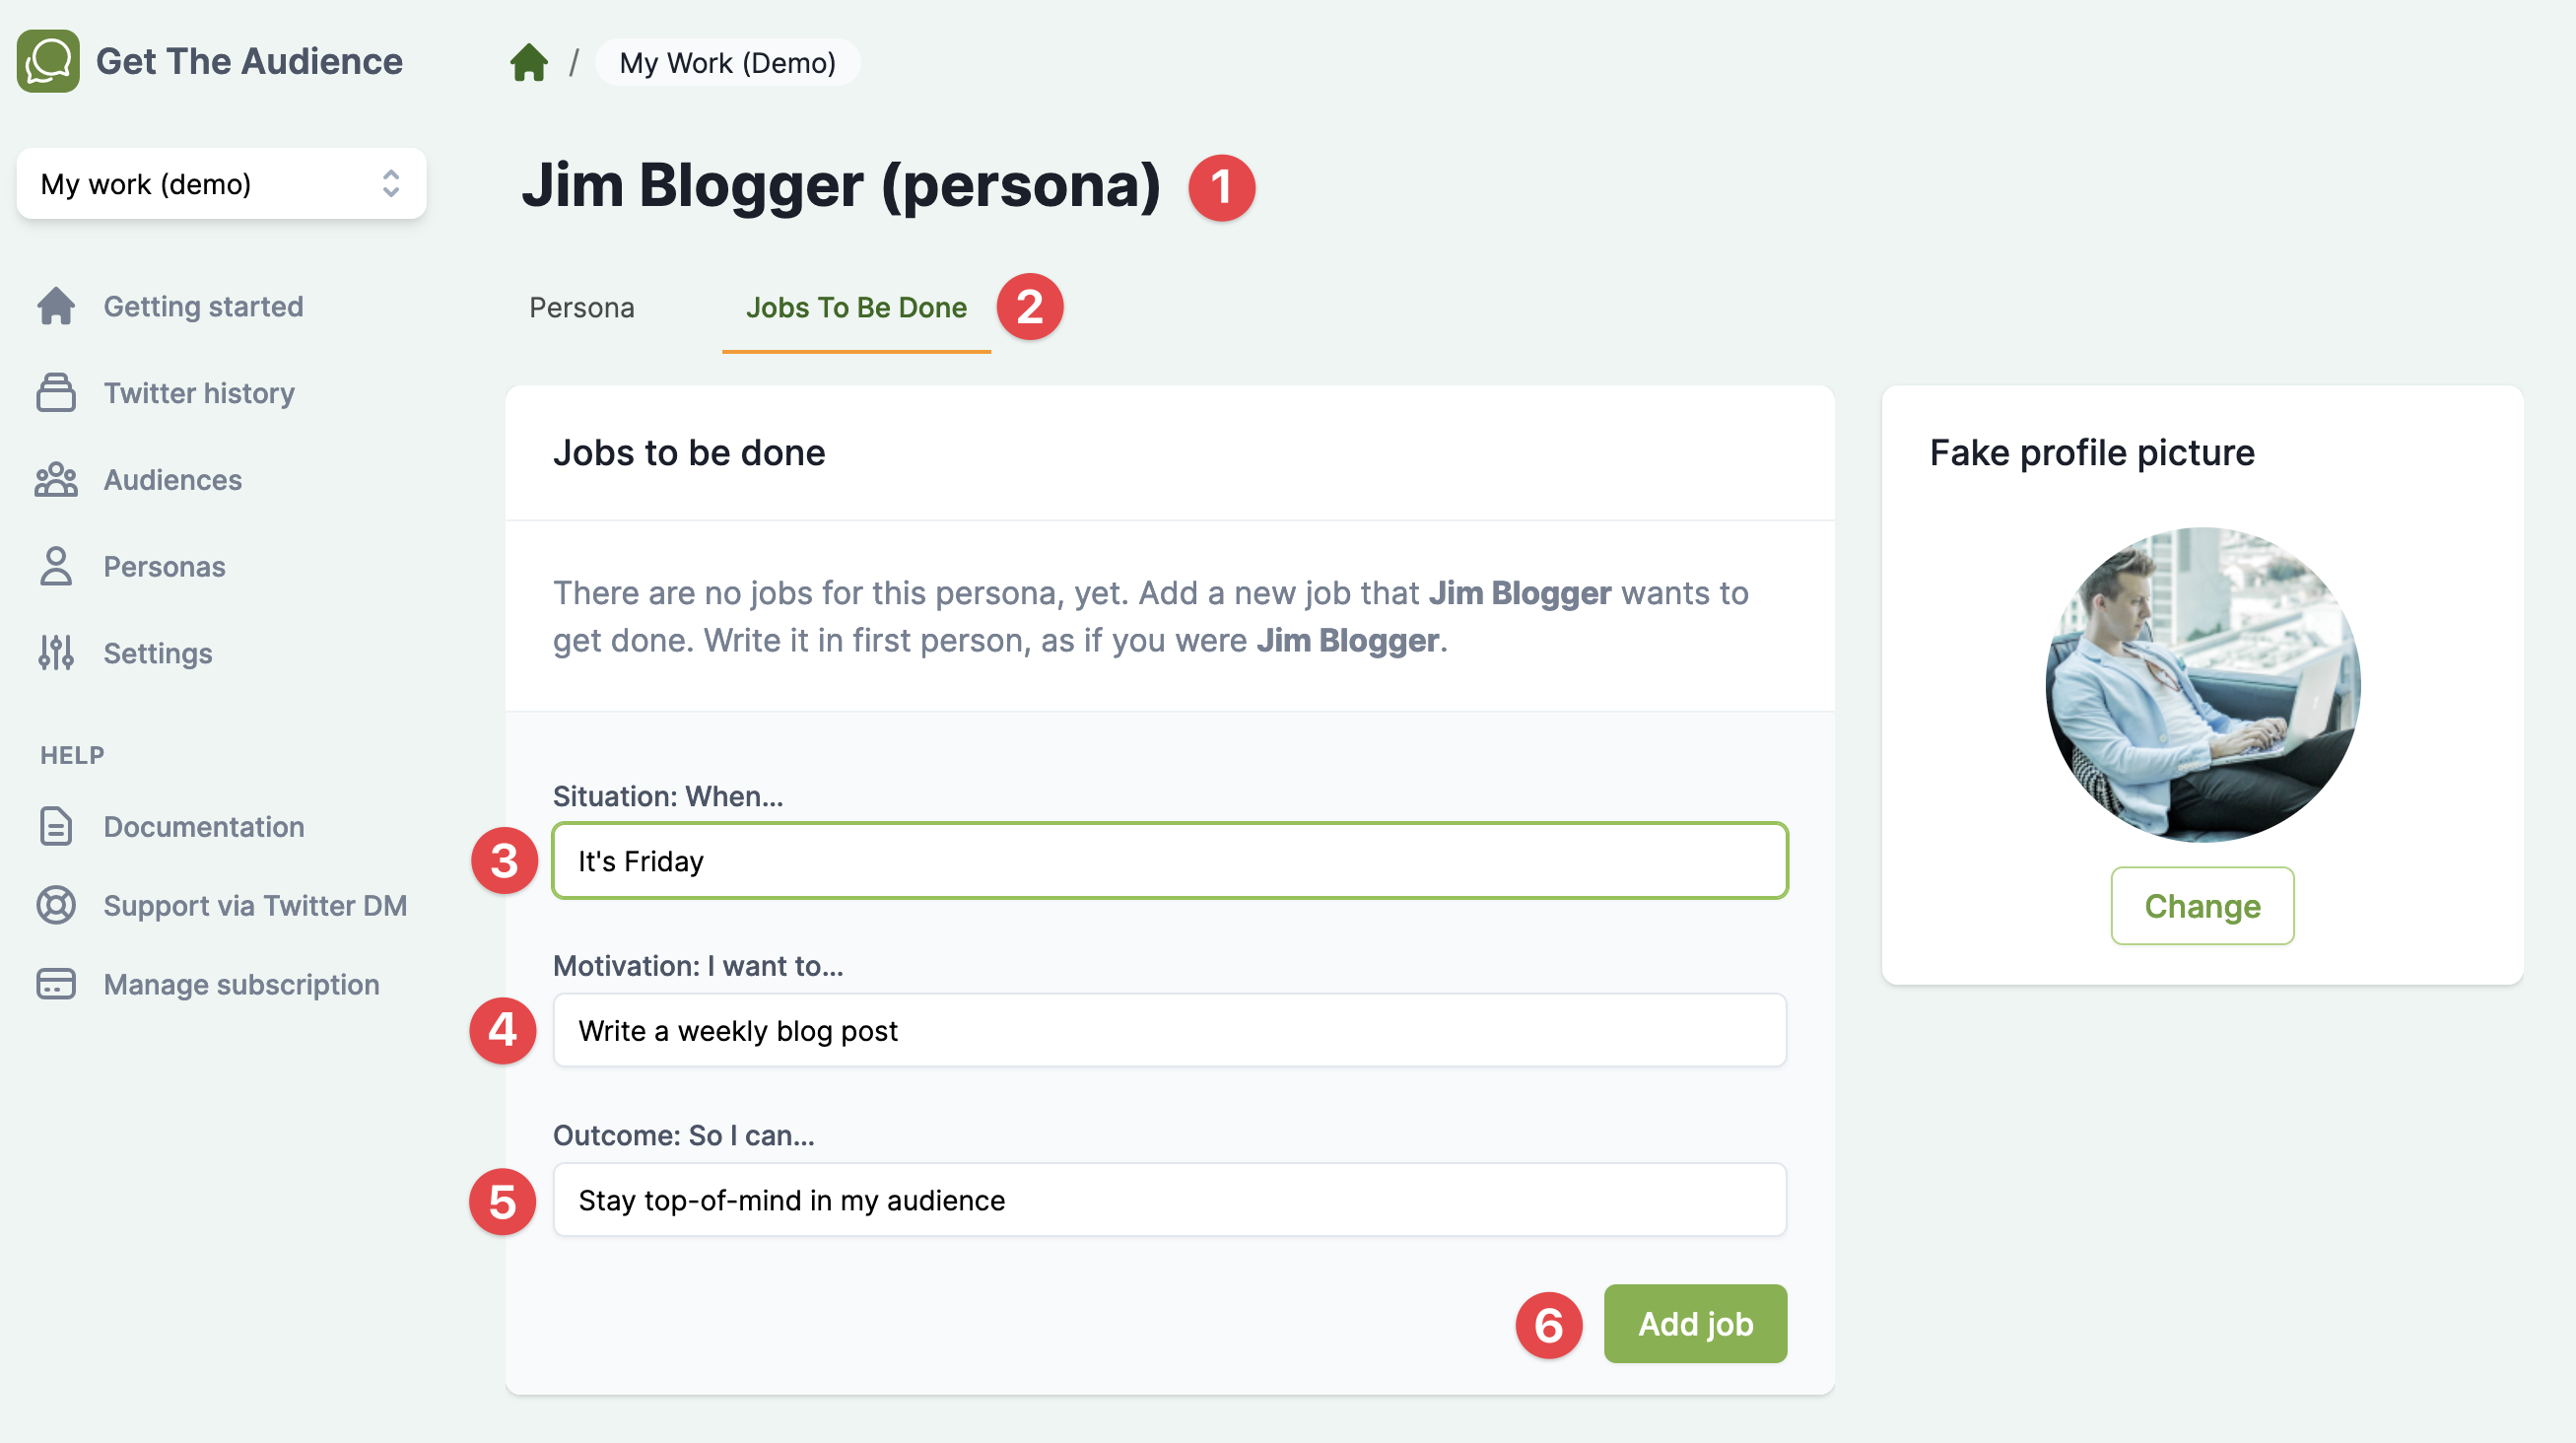 Get The Audience
/ My Work (Demo)
My work (demo)
Getting started
Twitter history
Audiences
Personas
Settings
HELP
Documentation
Support via Twitter DM
Manage subscription
Jim Blogger (persona) 1
Persona
Jobs To Be Done 2
Jobs to be done
There are no jobs for this persona, yet. Add a new job that Jim Blogger wants to
get done. Write it in first person, as if you were Jim Blogger.
Situation: When...
3 It's Friday
Motivation: I want to...
4 Write a weekly blog post
Outcome: So I can...
5 Stay top-of-mind in my audience
6 Add job
Fake profile picture
Change